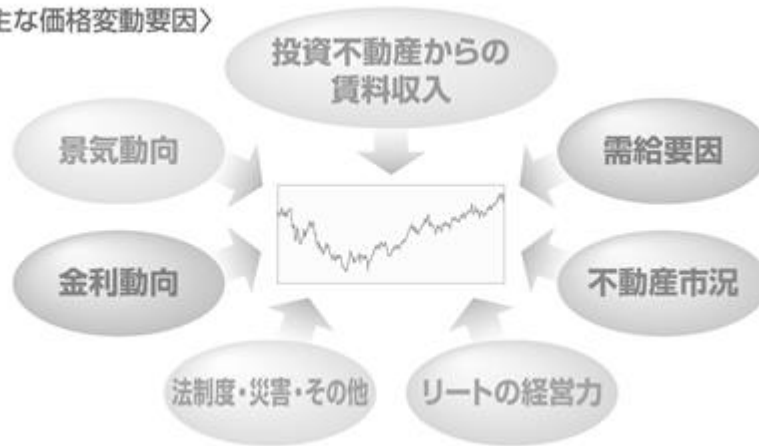 主な価格変動要因〉
投資不動産からの
賃料収入
景気動向
需給要因
金利動向
不動産市況
法制度・災害・その他
リートの経営力